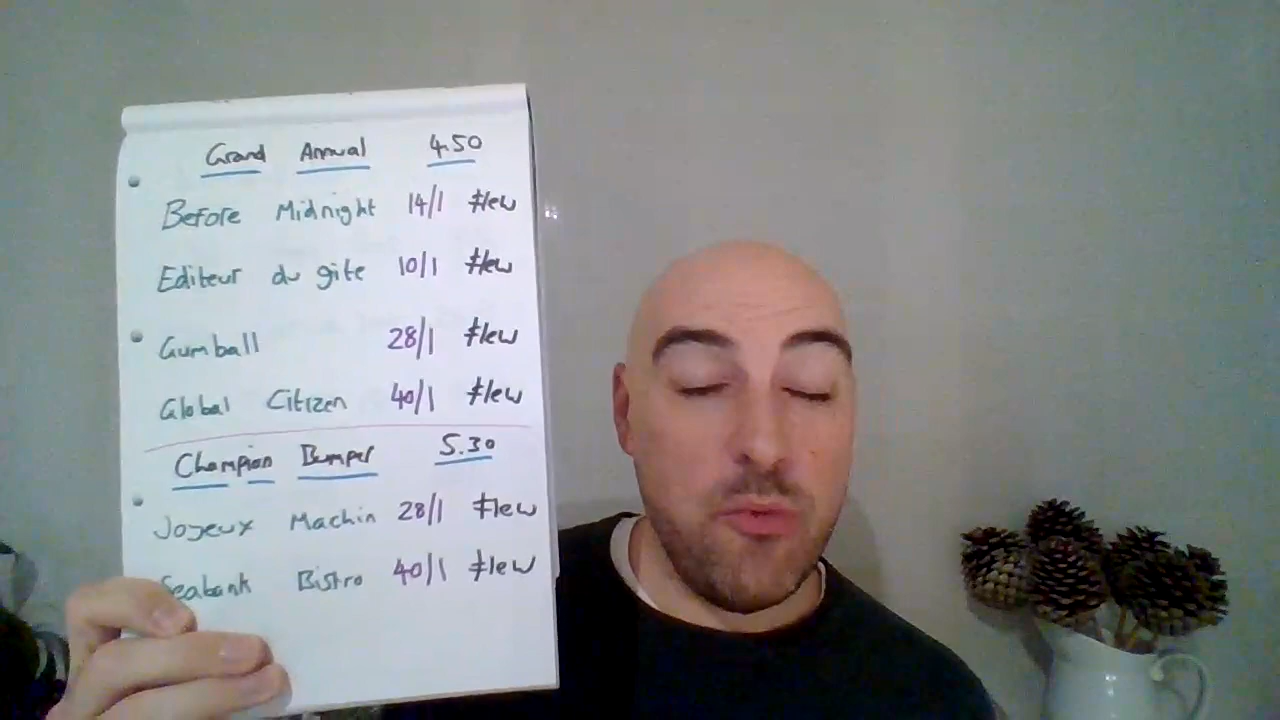 Grand Annual 4.50
Before Midnight 14/1 £1ew
Editeur du gite 10/1 £1ew
Gumball 28/1 £1ew
Global Citizen 40/1 £1ew
Champion Bumper 5.30
Joyeux Machin 28/1 £1ew
Seabank Bistro 40/1 £1ew